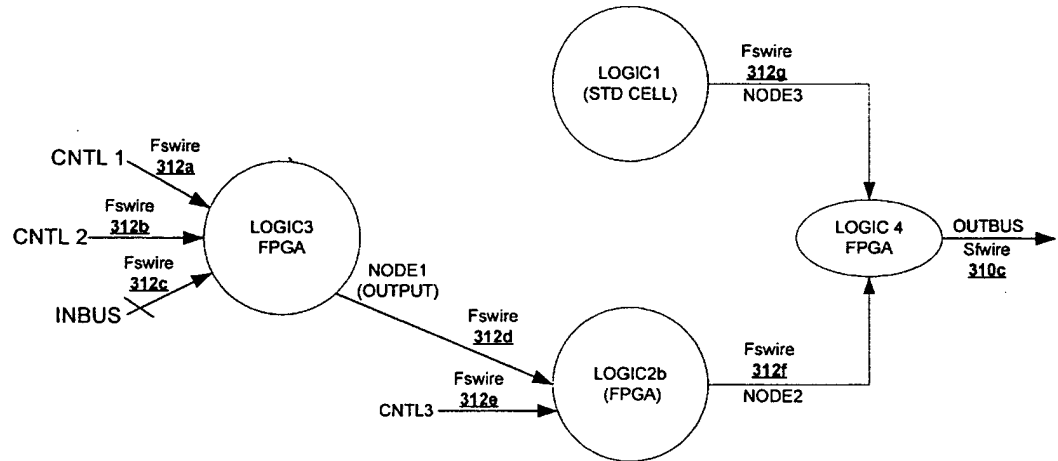 LOGIC1
(STD CELL)
Fswire
312g
NODE3
CNTL 1
Fswire
312a
CNTL 2
Fswire
312b
INBUS
Fswire
312c
LOGIC3
FPGA
NODE1
(OUTPUT)
Fswire
312d
CNTL3
Fswire
312e
LOGIC2b
(FPGA)
Fswire
312f
NODE2
LOGIC 4
FPGA
OUTBUS
Sfwire
310c